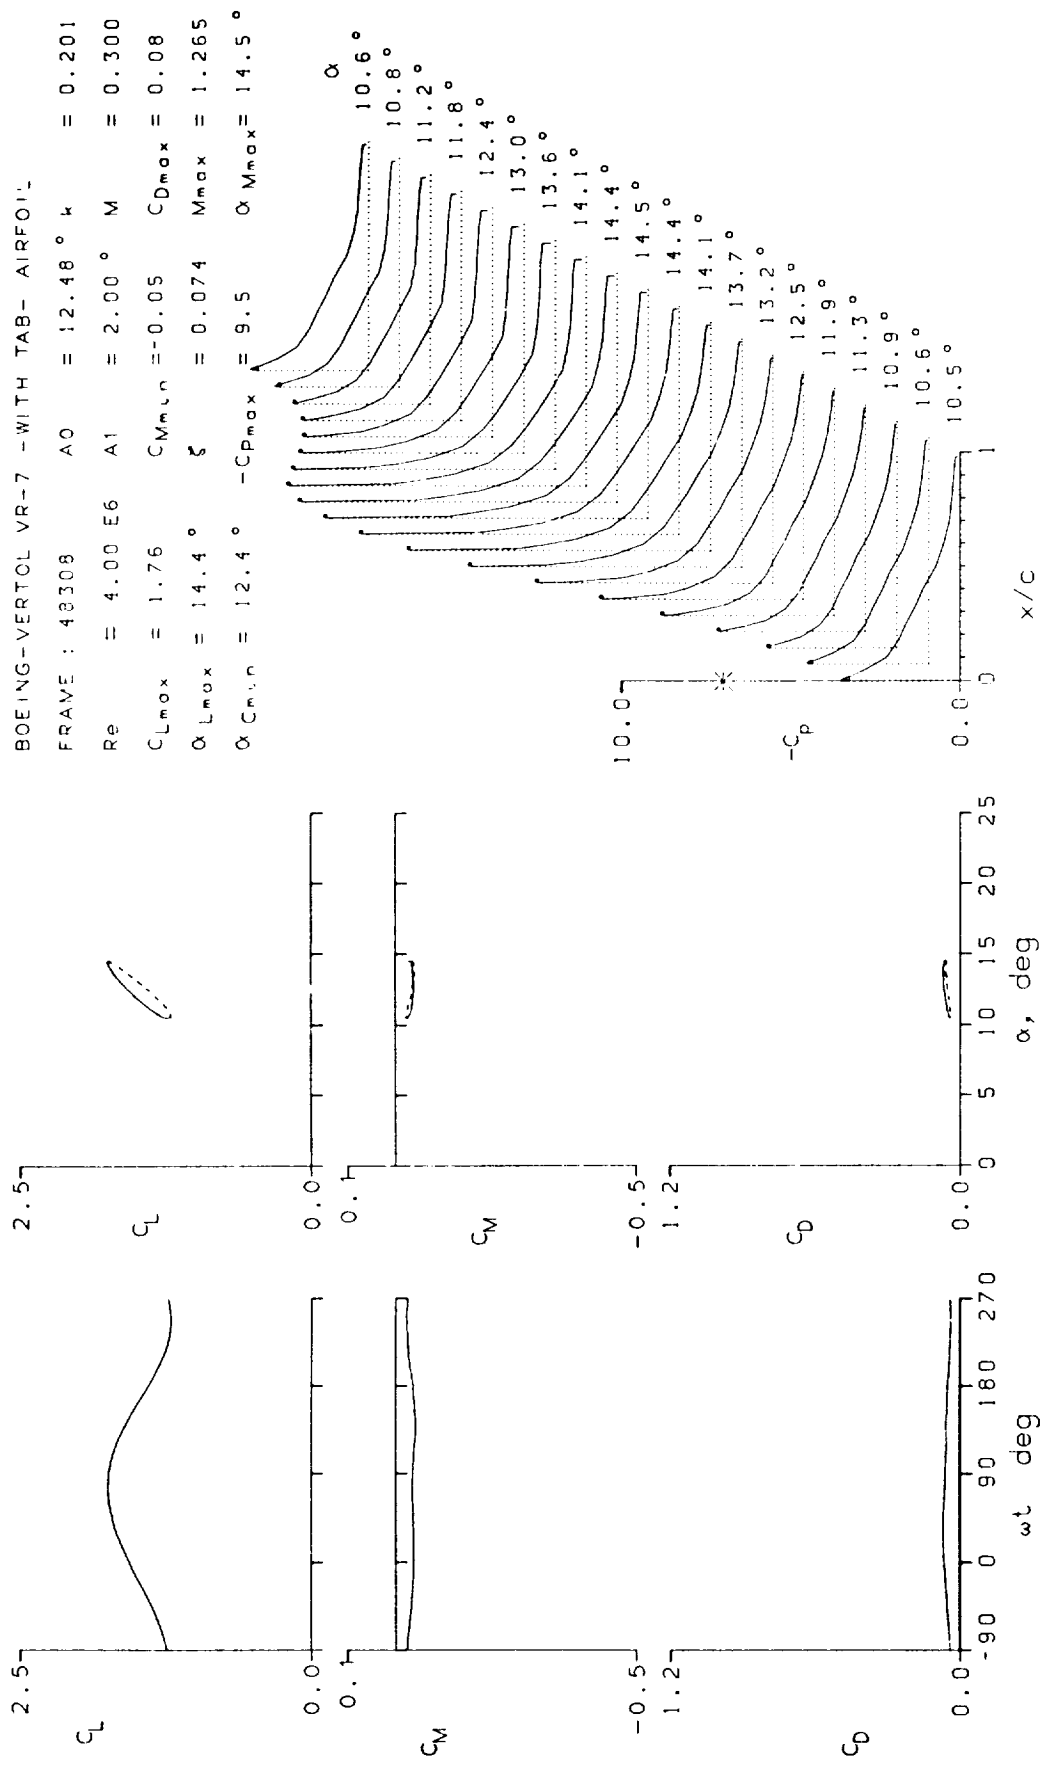 BOEING-VERTOL VR-7 -WITH TAB- AIRFOIL
FRAME : 48308 A0 = 12.48° k = 0.201
Re = 4.00 E6 A1 = 2.00° M = 0.300
CLmax = 1.76 CMmin =-0.05 CDmax = 0.08
αLmax = 14.4° ζ = 0.074 Mmax = 1.265
αCmin = 12.4° -CPmax = 9.5 αMmax= 14.5°
2.5
CL
0.0
0.1
CM
-0.5
1.2
CD
0.0
-90 0 90 180 270
ωt deg
2.5
CL
0.0
0.1
CM
-0.5
1.2
CD
0.0
0 5 10 15 20 25
α, deg
α
10.6°
10.8°
11.2°
11.8°
12.4°
13.0°
13.6°
14.1°
14.4°
14.5°
14.4°
14.1°
13.7°
13.2°
12.5°
11.9°
11.3°
10.9°
10.6°
10.5°
10.0
-Cp
0.0
0 1
x/c